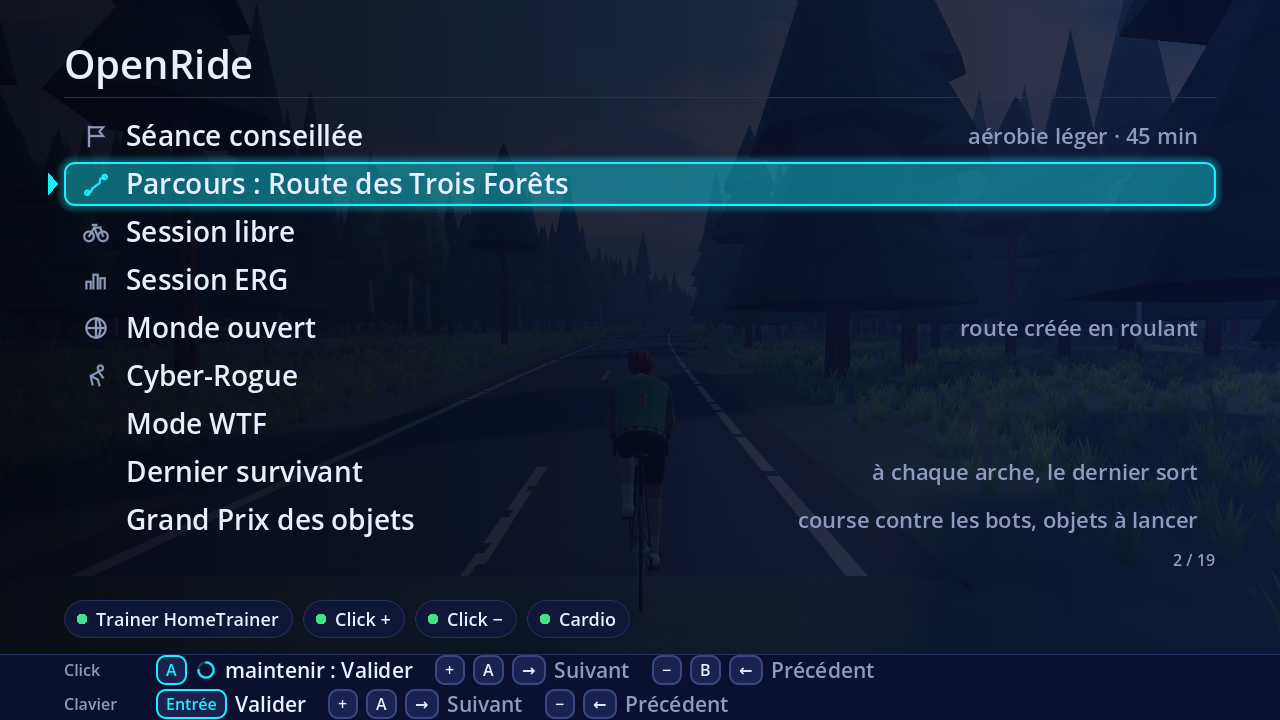 OpenRide
Séance conseillée aérobie léger · 45 min
Parcours : Route des Trois Forêts
Session libre
Session ERG
Monde ouvert route créée en roulant
Cyber-Rogue
Mode WTF
Dernier survivant à chaque arche, le dernier sort
Grand Prix des objets course contre les bots, objets à lancer
2 / 19
Trainer HomeTrainer Click + Click − Cardio
Click A maintenir : Valider + A → Suivant − B ← Précédent
Clavier Entrée Valider + A → Suivant − ← Précédent